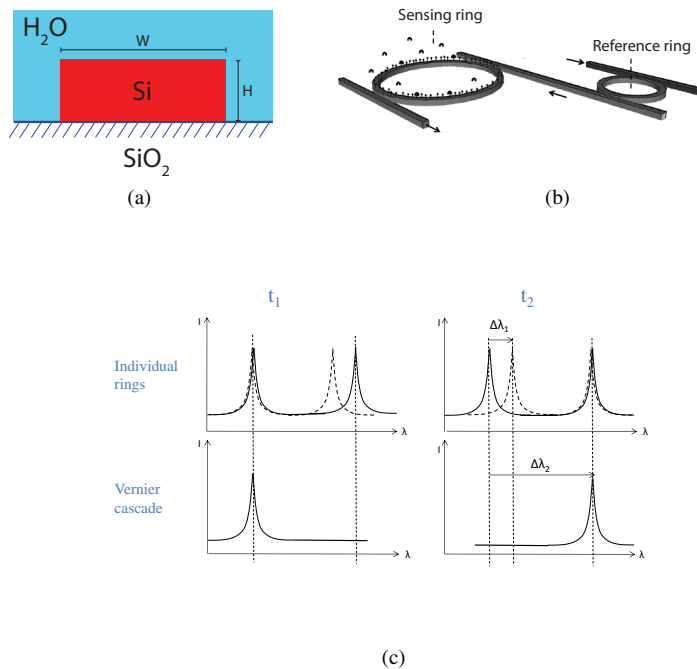 H₂O
W
Si
H
SiO₂
(a)
Sensing ring
Reference ring
(b)
t₁
t₂
I
I
Δλ₁
Individual
rings
λ
λ
I
I
Δλ₂
Vernier
cascade
λ
λ
(c)